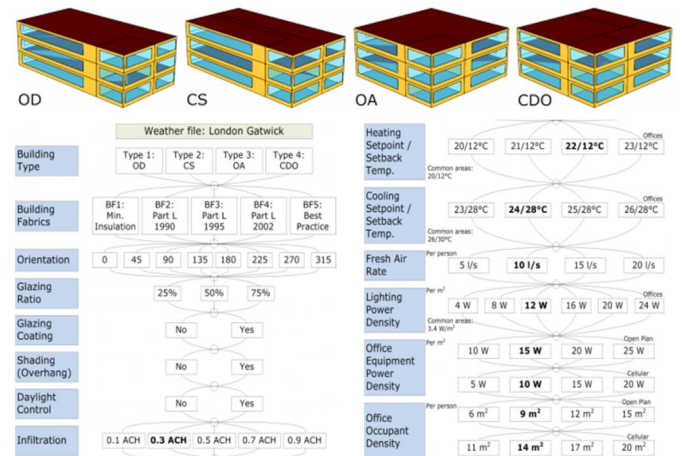 OD
CS
OA
CDO
Weather file: London Gatwick
Building
Type
Type 1:
OD
Type 2:
CS
Type 3:
OA
Type 4:
CDO
Building
Fabrics
BF1:
Min.
Insulation
BF2:
Part L
1990
BF3:
Part L
1995
BF4:
Part L
2002
BF5:
Best
Practice
Orientation
0 45 90 135 180 225 270 315
Glazing
Ratio
25% 50% 75%
Glazing
Coating
No Yes
Shading
(Overhang)
No Yes
Daylight
Control
No Yes
Infiltration
0.1 ACH 0.3 ACH 0.5 ACH 0.7 ACH 0.9 ACH
Heating
Setpoint /
Setback
Temp.
Offices
20/12°C 21/12°C 22/12°C 23/12°C
Common areas:
20/12°C
Cooling
Setpoint /
Setback
Temp.
Offices
23/28°C 24/28°C 25/28°C 26/28°C
Common areas:
26/30°C
Fresh Air
Rate
Per person
5 l/s 10 l/s 15 l/s 20 l/s
Lighting
Power
Density
Per m²
Offices
4 W 8 W 12 W 16 W 20 W 24 W
Common areas:
3.4 W/m²
Office
Equipment
Power
Density
Per m²
Open Plan
10 W 15 W 20 W 25 W
Cellular
5 W 10 W 15 W 20 W
Office
Occupant
Density
Per person
Open Plan
6 m² 9 m² 12 m² 15 m²
Cellular
11 m² 14 m² 17 m² 20 m²